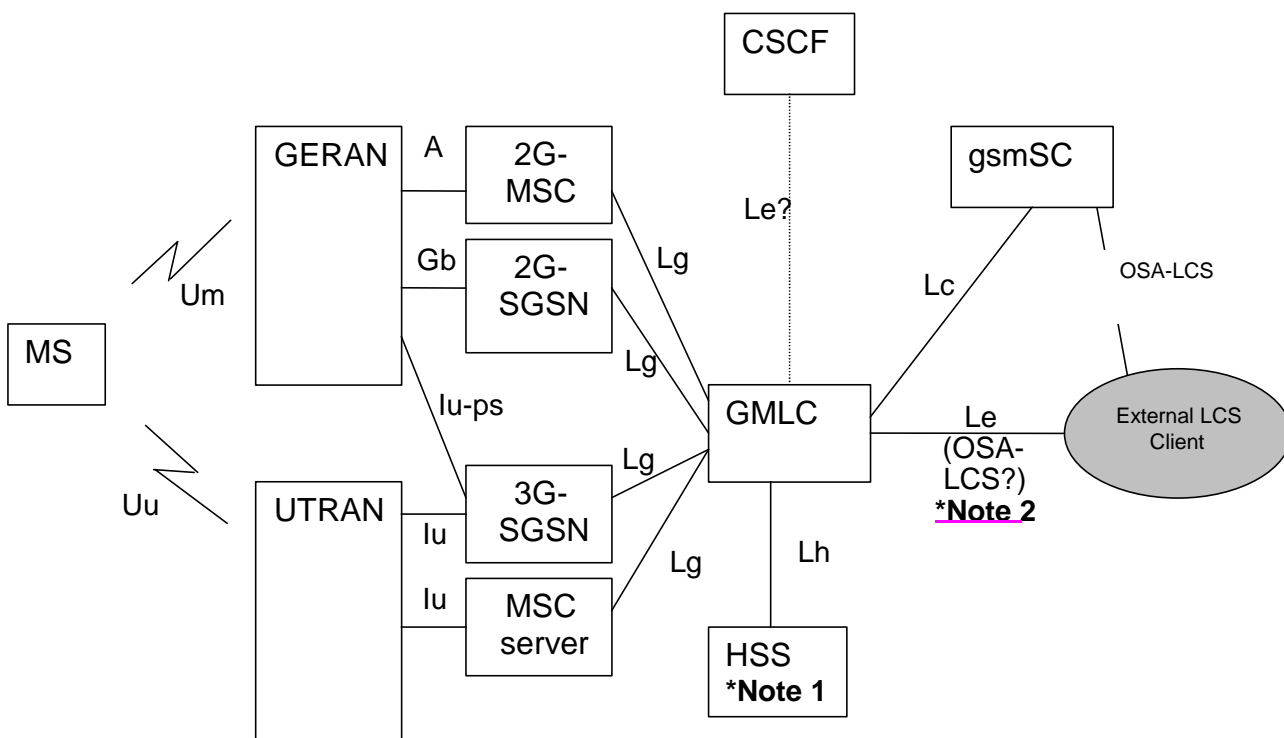 CSCF
GERAN
A
2G-
MSC
gsmSC
Le?
Gb
2G-
SGSN
Lg
Lc
OSA-LCS
Um
MS
Lg
Iu-ps
GMLC
Le
(OSA-
LCS?)
*Note 2
External LCS
Client
Uu
UTRAN
Iu
3G-
SGSN
Lg
Iu
MSC
server
Lg
Lh
HSS
*Note 1